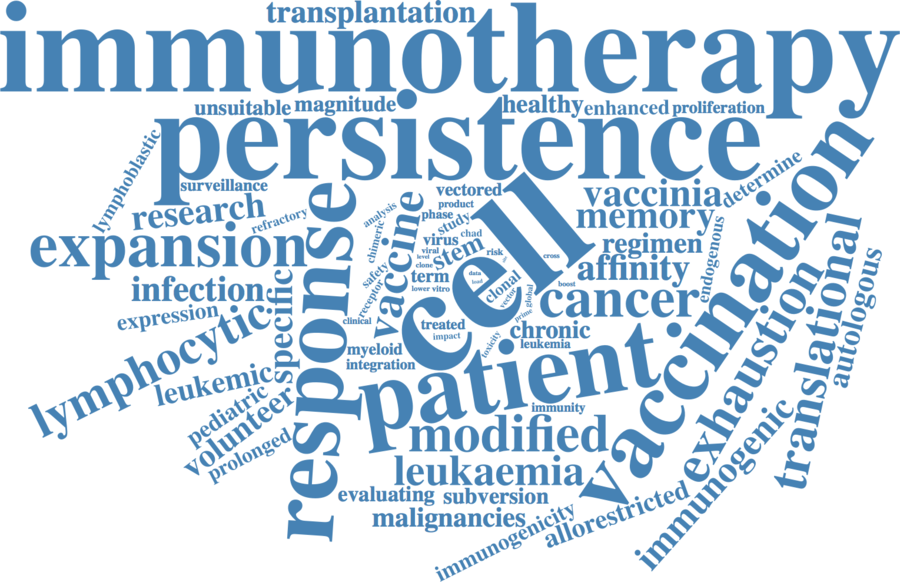 transplantation
immunotherapy
unsuitable
magnitude
healthy
enhanced
proliferation
persistence
lymphoblastic
surveillance
vectored
vaccinia
determine
research
refractory
response
analysis
chimeric
vaccine
product
phase
study
memory
expansion
virus
chad
viral
stem
level
clone
risk
cell
cross
regimen
endogenous
vaccination
infection
safety
receptor
term
lower
vitro
data
load
clonal
vector
boost
affinity
cancer
prime
global
expression
specific
clinical
treated
impact
toxicity
chronic
leukemia
lymphocytic
myeloid
integration
patient
exhaustion
translational
autologous
leukemic
pediatric
volunteer
prolonged
immunity
modified
leukaemia
immunogenic
evaluating
subversion
malignancies
allorestricted
immunogenicity